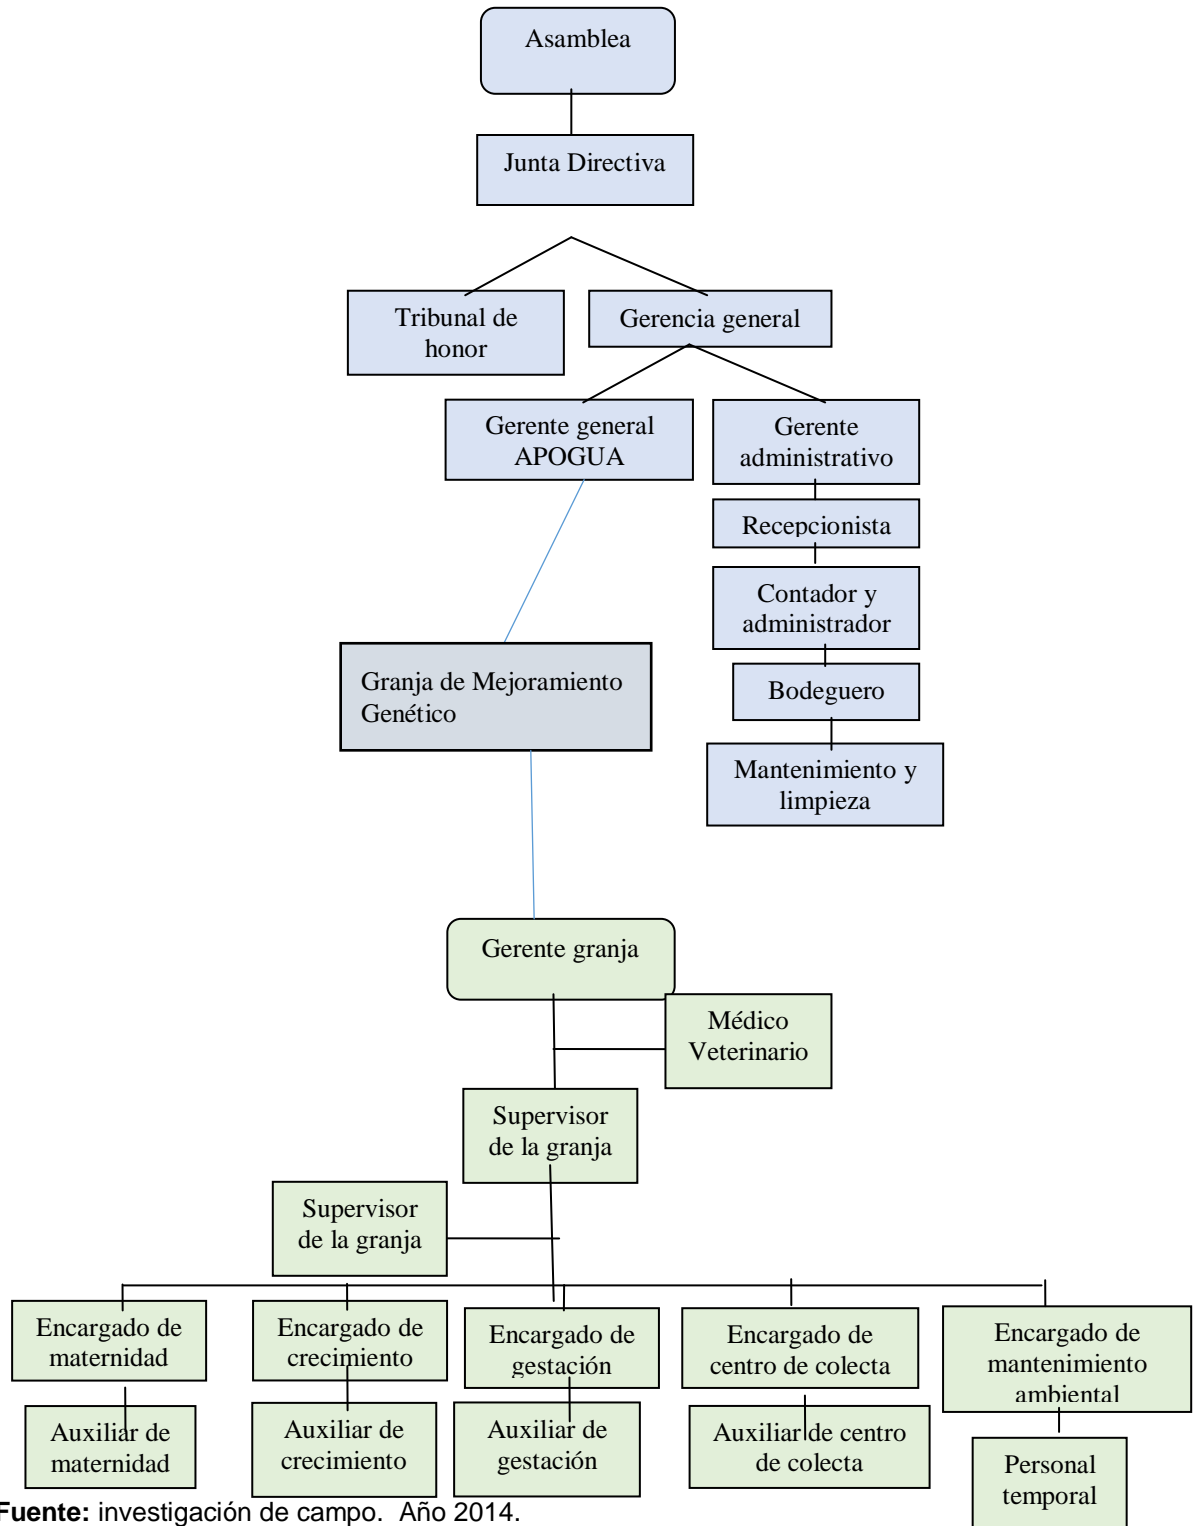 Asamblea
Junta Directiva
Tribunal de
honor
Gerencia general
Gerente general
APOGUA
Gerente
administrativo
Recepcionista
Contador y
administrador
Bodeguero
Granja de Mejoramiento
Genético
Mantenimiento y
limpieza
Gerente granja
Médico
Veterinario
Supervisor
de la granja
Supervisor
de la granja
Encargado de
maternidad
Encargado de
crecimiento
Encargado de
gestación
Encargado de
centro de colecta
Encargado de
mantenimiento
ambiental
Auxiliar de
maternidad
Auxiliar de
crecimiento
Auxiliar de
gestación
Auxiliar de centro
de colecta
Personal
temporal
Fuente: investigación de campo. Año 2014.